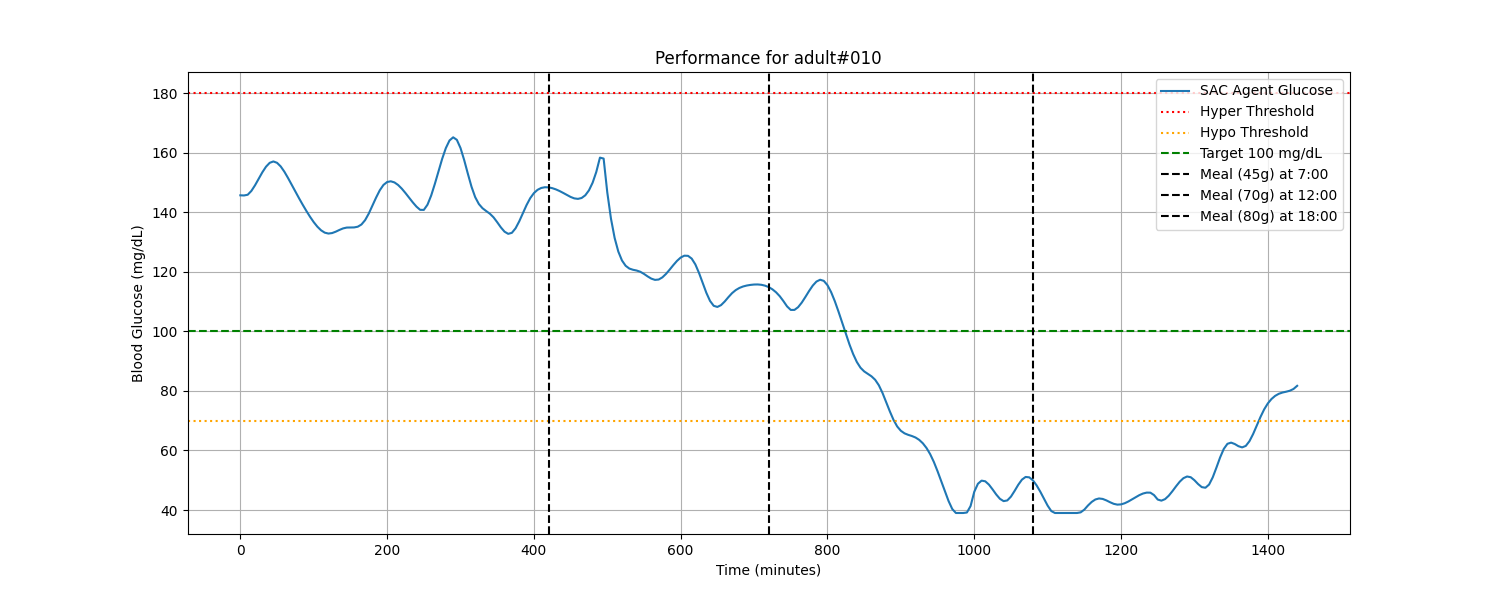 Performance for adult#010
SAC Agent Glucose
Hyper Threshold
Hypo Threshold
Target 100 mg/dL
Meal (45g) at 7:00
Meal (70g) at 12:00
Meal (80g) at 18:00
Blood Glucose (mg/dL)
180
160
140
120
100
80
60
40
0 200 400 600 800 1000 1200 1400
Time (minutes)